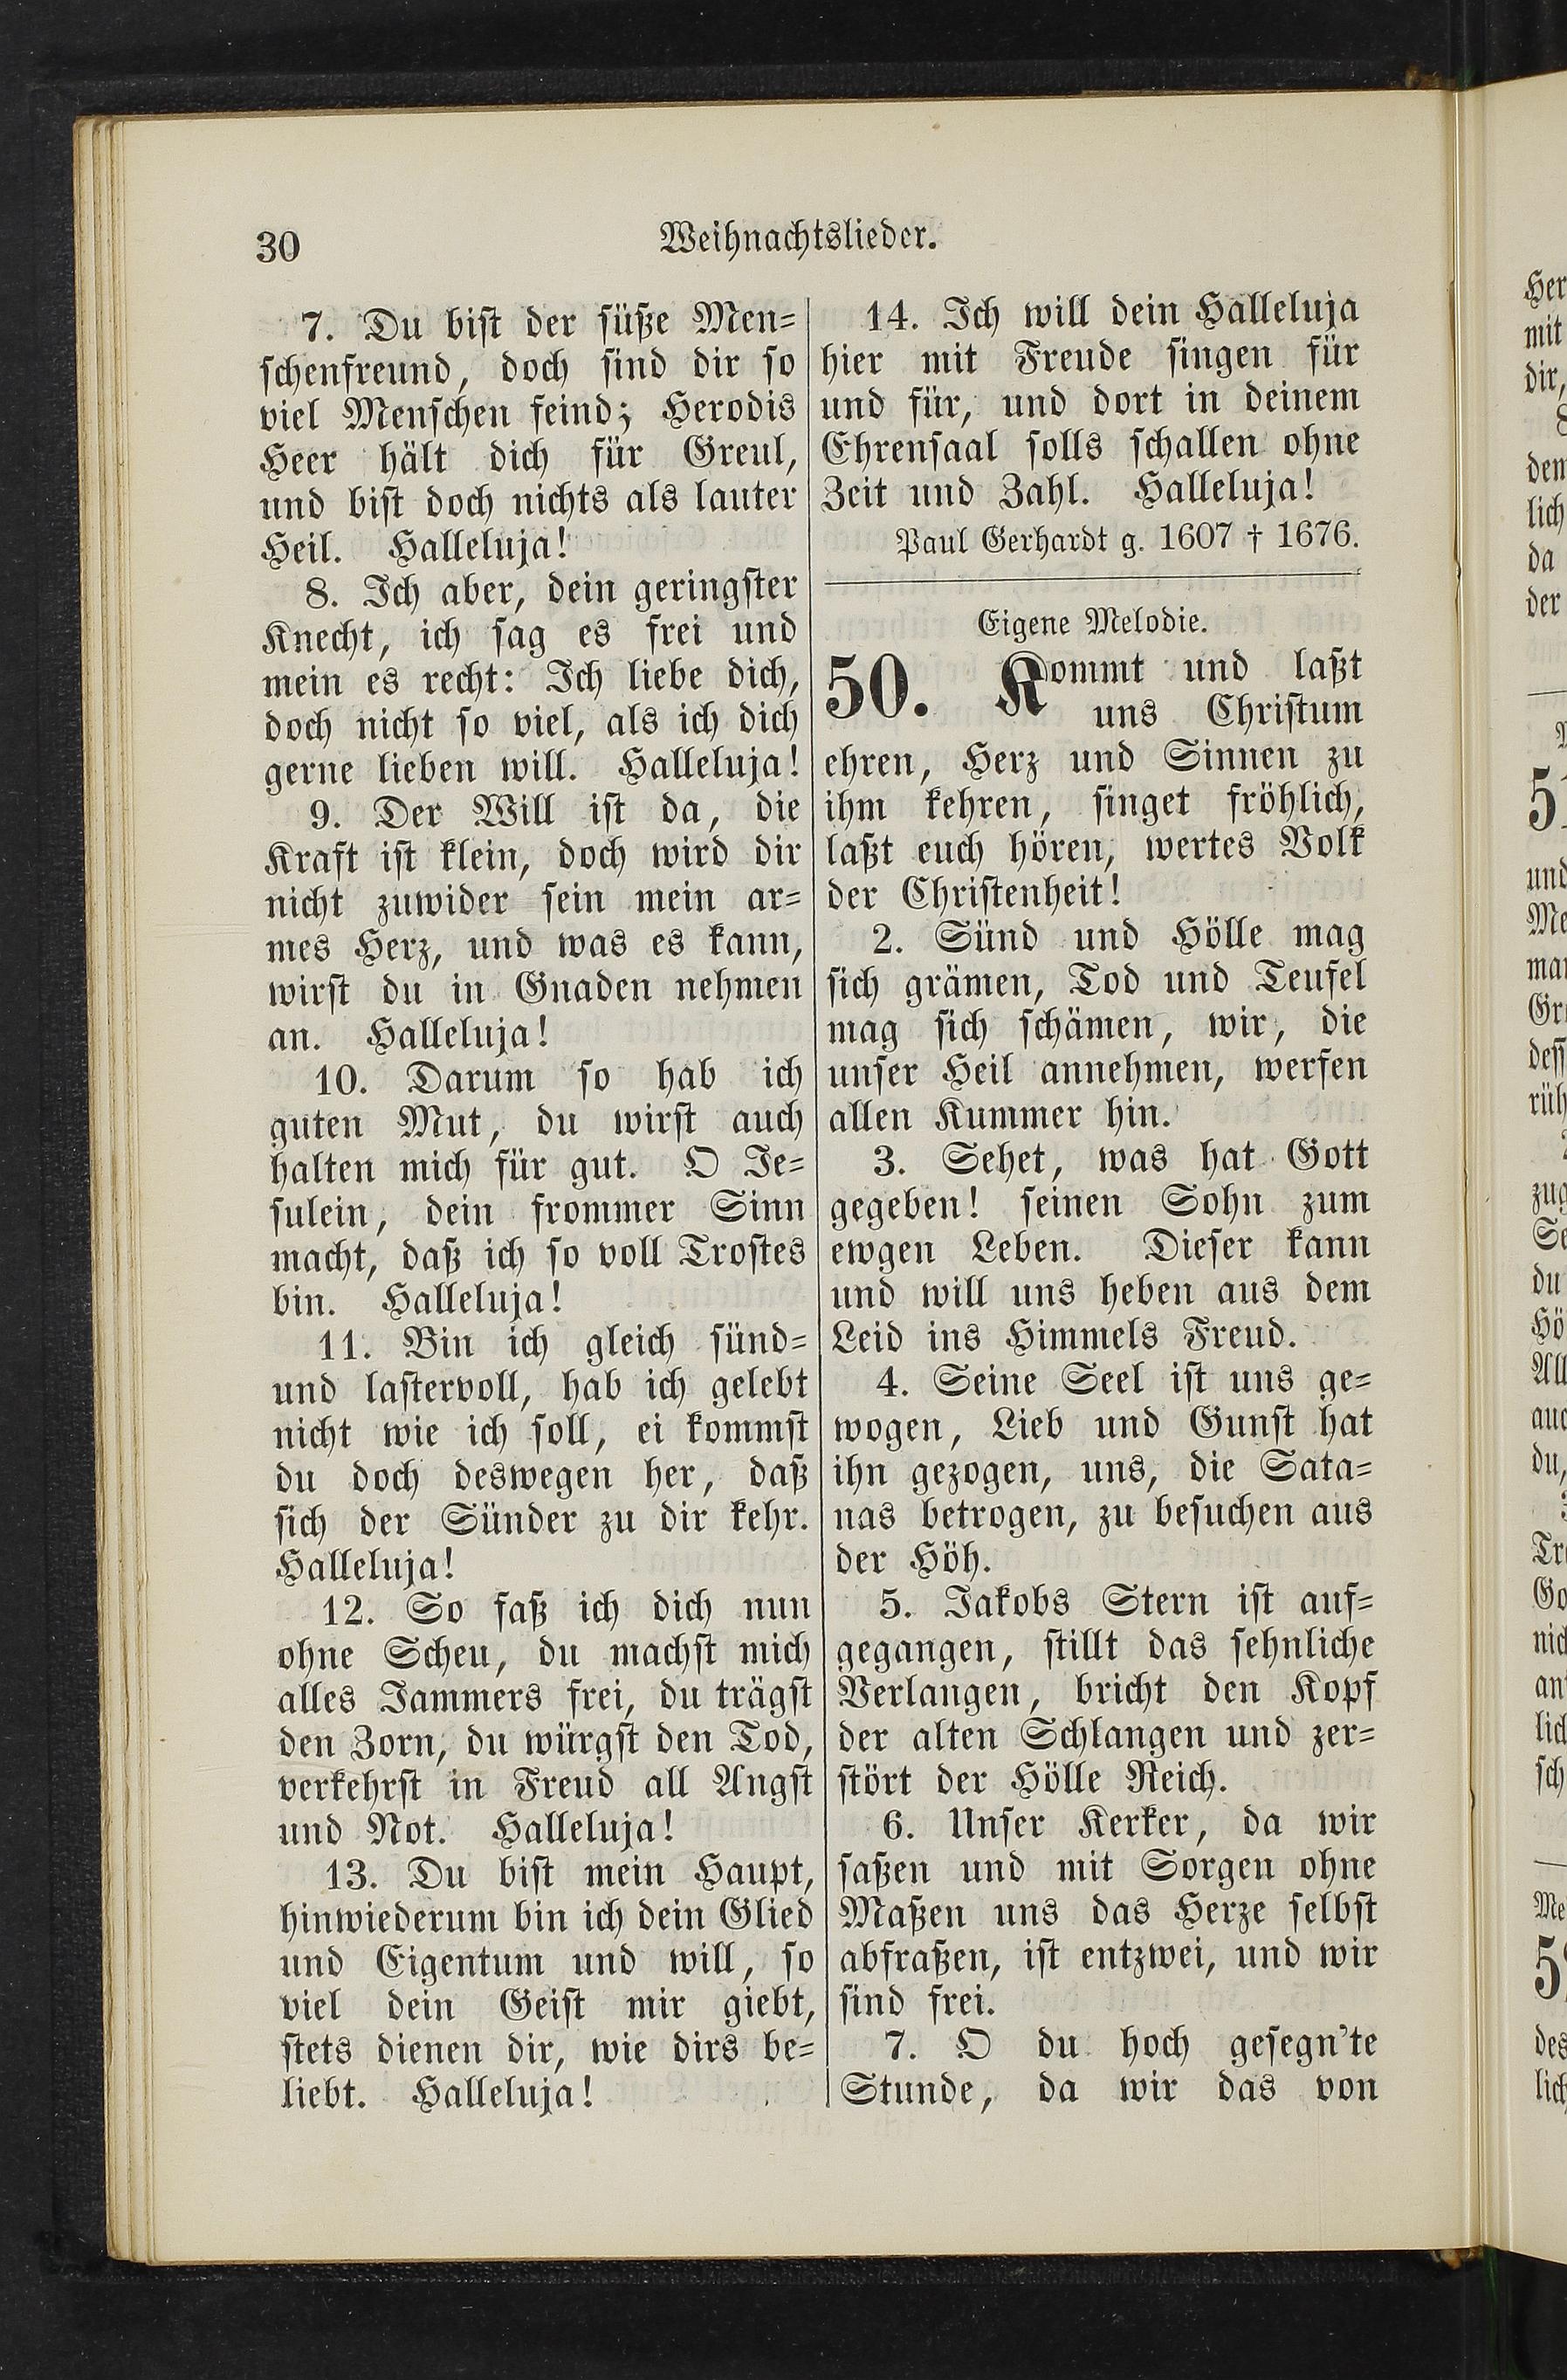 30
Weihnachtslieder.
7. Du bist der süße Men-
schenfreund, doch sind dir so
viel Menschen feind; Herodis
Heer hält dich für Greul,
und bist doch nichts als lauter
Heil. Halleluja!
8. Ich aber, dein geringster
Knecht, ich sag es frei und
mein es recht: Ich liebe dich,
doch nicht so viel, als ich dich
gerne lieben will. Halleluja!
9. Der Will ist da, die
Kraft ist klein, doch wird dir
nicht zuwider sein mein ar-
mes Herz, und was es kann,
wirst du in Gnaden nehmen
an. Halleluja!
10. Darum so hab ich
guten Mut, du wirst auch
halten mich für gut. O Je-
sulein, dein frommer Sinn
macht, daß ich so voll Trostes
bin. Halleluja!
11. Bin ich gleich sünd-
und lastervoll, hab ich gelebt
nicht wie ich soll, ei kommst
du doch deswegen her, daß
sich der Sünder zu dir kehr.
Halleluja!
12. So faß ich dich nun
ohne Scheu, du machst mich
alles Jammers frei, du trägst
den Zorn, du würgst den Tod,
verkehrst in Freud all Angst
und Not. Halleluja!
13. Du bist mein Haupt,
hinwiederum bin ich dein Glied
und Eigentum und will, so
viel dein Geist mir giebt,
stets dienen dir, wie dirs be-
liebt. Halleluja!
14. Ich will dein Halleluja
hier mit Freude singen für
und für, und dort in deinem
Ehrensaal solls schallen ohne
Zeit und Zahl. Halleluja!
Paul Gerhardt g. 1607 † 1676.
Eigene Melodie.
50. Kommt und laßt
uns Christum
ehren, Herz und Sinnen zu
ihm kehren, singet fröhlich,
laßt euch hören, wertes Volk
der Christenheit!
2. Sünd und Hölle mag
sich grämen, Tod und Teufel
mag sich schämen, wir, die
unser Heil annehmen, werfen
allen Kummer hin.
3. Sehet, was hat Gott
gegeben! seinen Sohn zum
ewgen Leben. Dieser kann
und will uns heben aus dem
Leid ins Himmels Freud.
4. Seine Seel ist uns ge-
wogen, Lieb und Gunst hat
ihn gezogen, uns, die Sata-
nas betrogen, zu besuchen aus
der Höh.
5. Jakobs Stern ist auf-
gegangen, stillt das sehnliche
Verlangen, bricht den Kopf
der alten Schlangen und zer-
stört der Hölle Reich.
6. Unser Kerker, da wir
saßen und mit Sorgen ohne
Maßen uns das Herze selbst
abfraßen, ist entzwei, und wir
sind frei.
7. O du hoch gesegn'te
Stunde, da wir das von